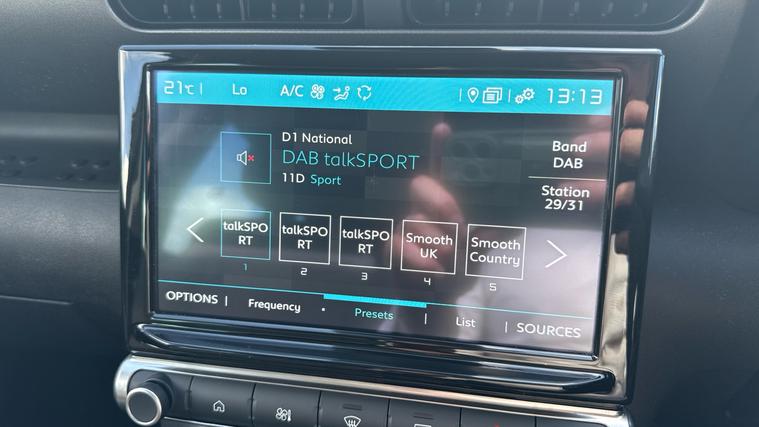 21°C
Lo
A/C
13:13
D1 National
DAB talkSPORT
11D Sport
Band
DAB
Station
29/31
talkSPO
RT
1
talkSPO
RT
2
talkSPO
RT
3
Smooth
UK
4
Smooth
Country
5
OPTIONS
Frequency
Presets
List
SOURCES